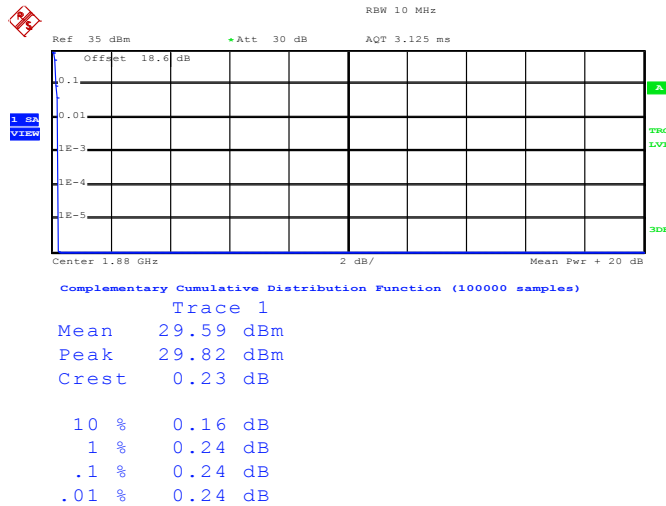 RBW 10 MHz
Ref 35 dBm *Att 30 dB AQT 3.125 ms
Offset 18.6 dB
0.1
A
1 SA
0.01
VIEW
1E-3
1E-4
1E-5
3DB
Center 1.88 GHz 2 dB/ Mean Pwr + 20 dB
Complementary Cumulative Distribution Function (100000 samples)
Trace 1
Mean 29.59 dBm
Peak 29.82 dBm
Crest 0.23 dB
10 % 0.16 dB
1 % 0.24 dB
.1 % 0.24 dB
.01 % 0.24 dB